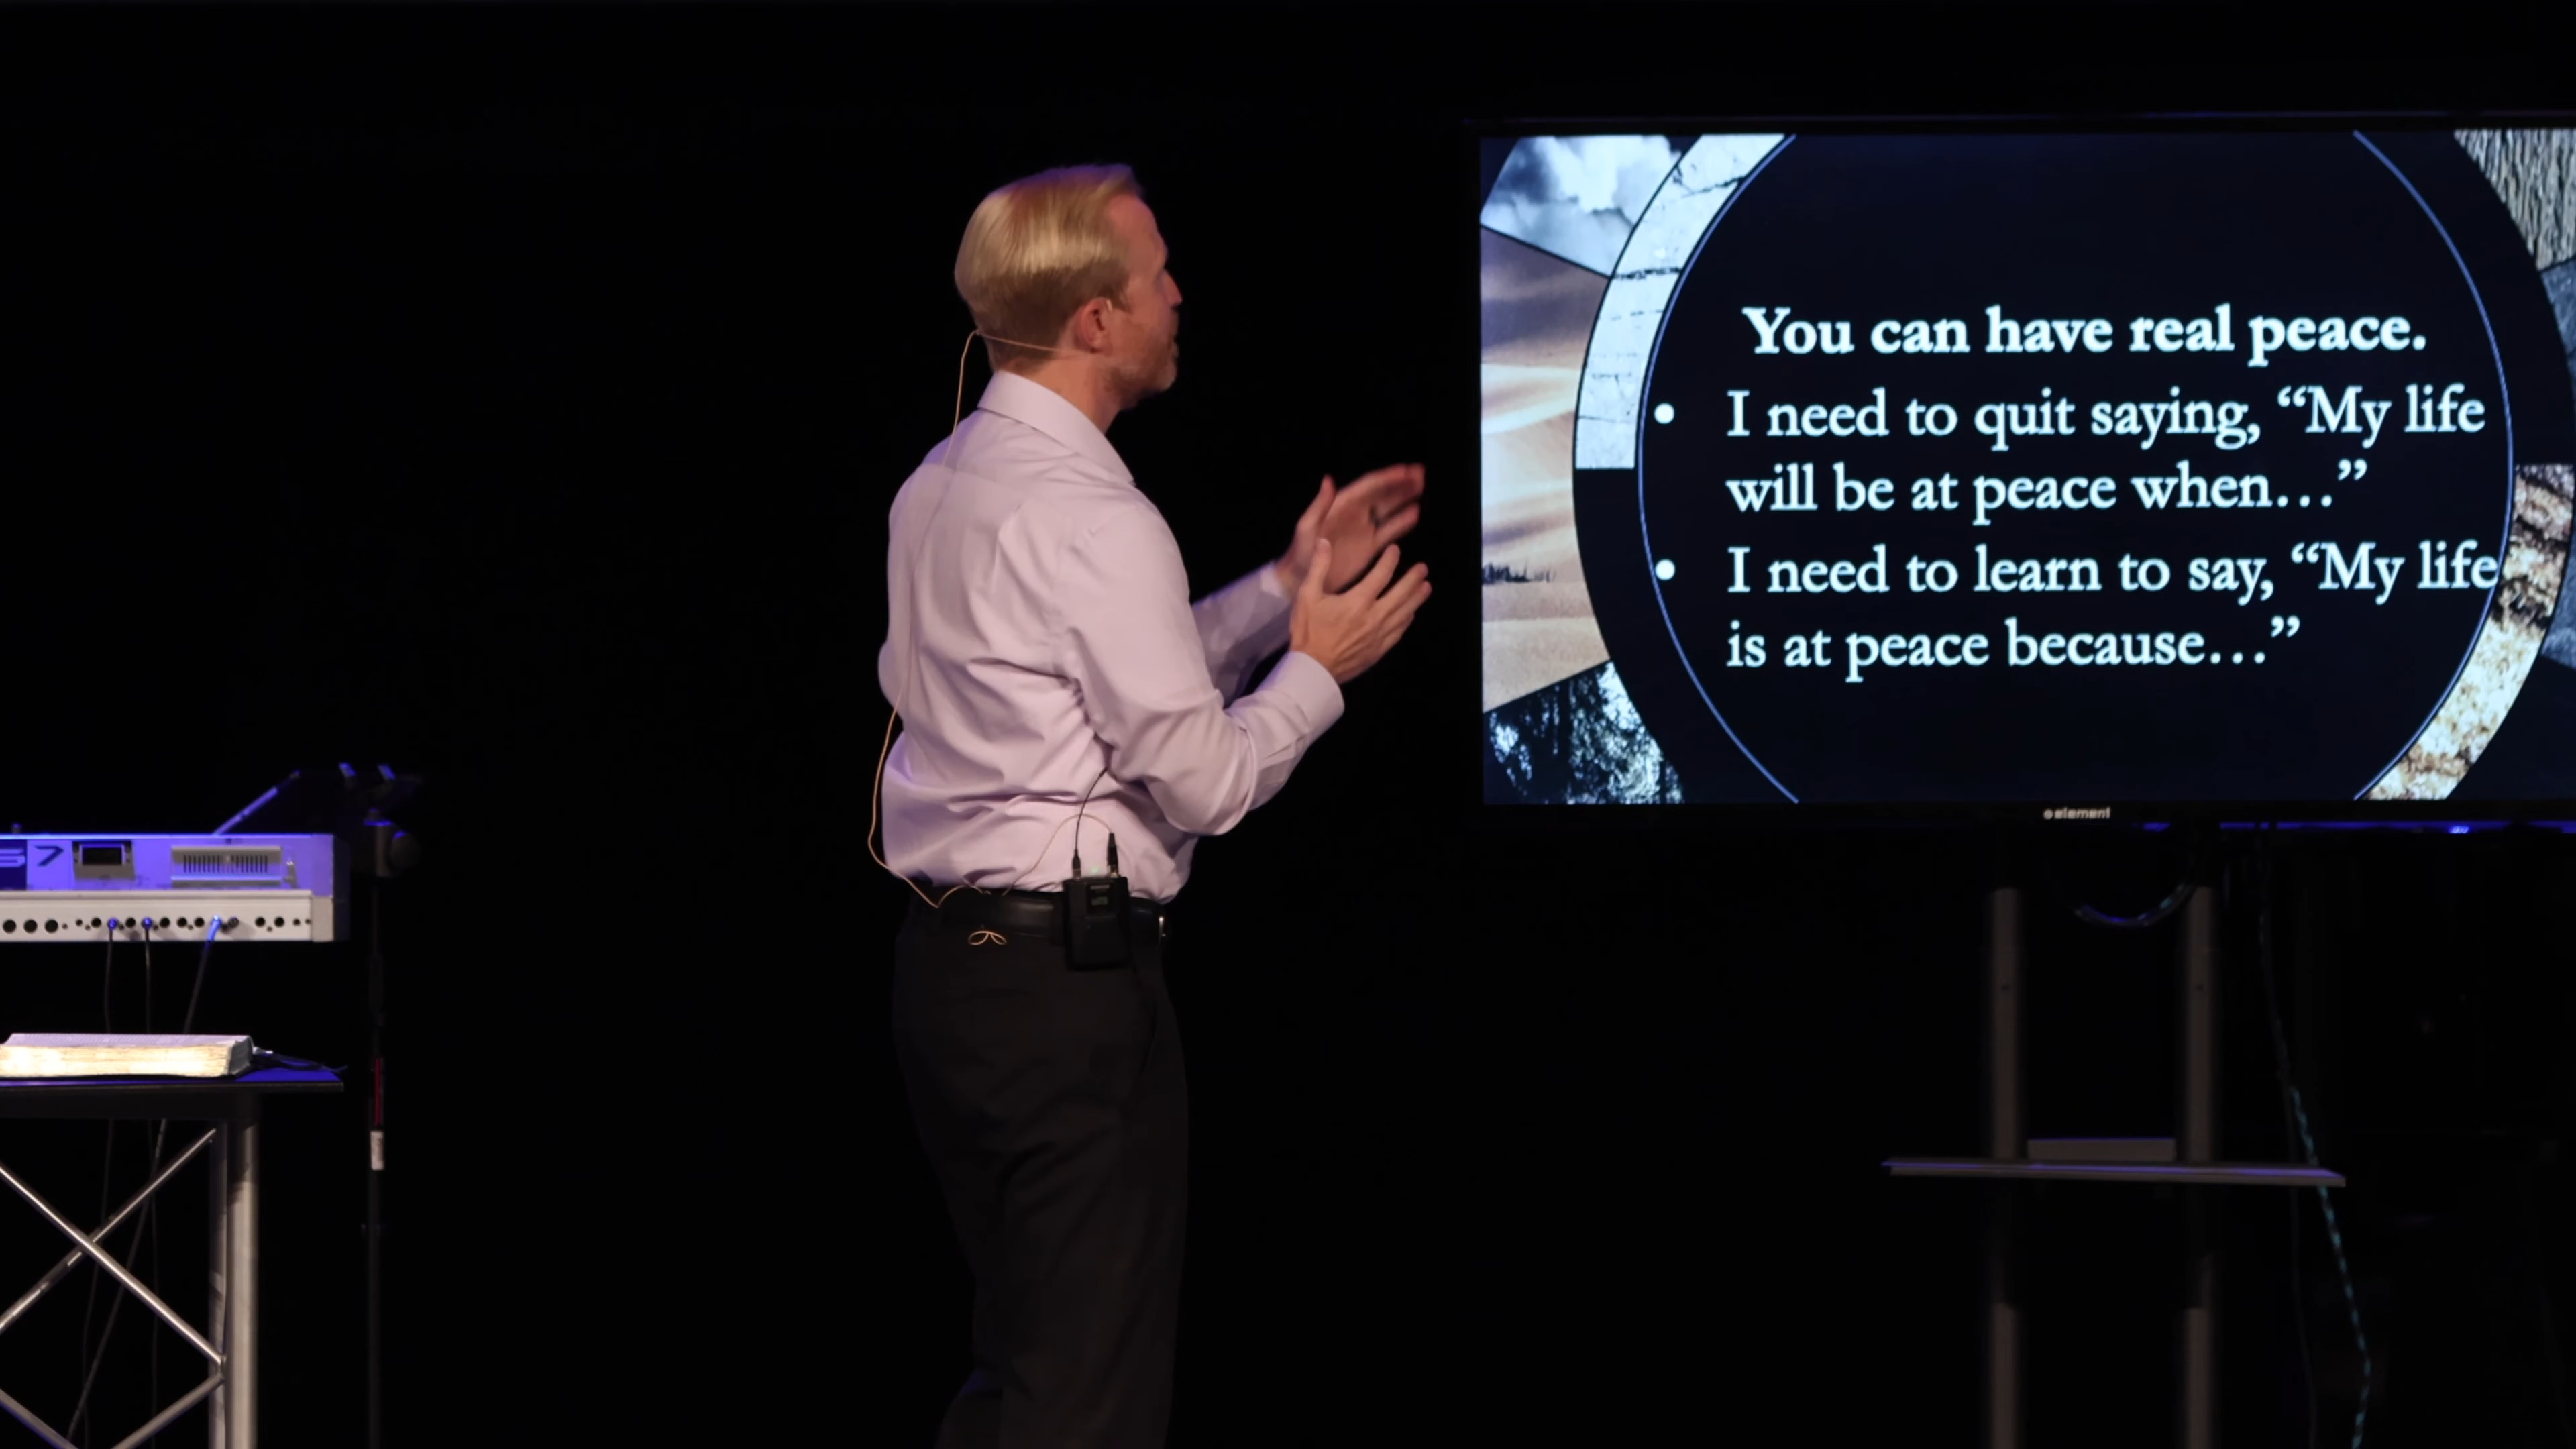 You can have real peace.
• I need to quit saying, “My life
will be at peace when…”
• I need to learn to say, “My life
is at peace because…”
element
S7